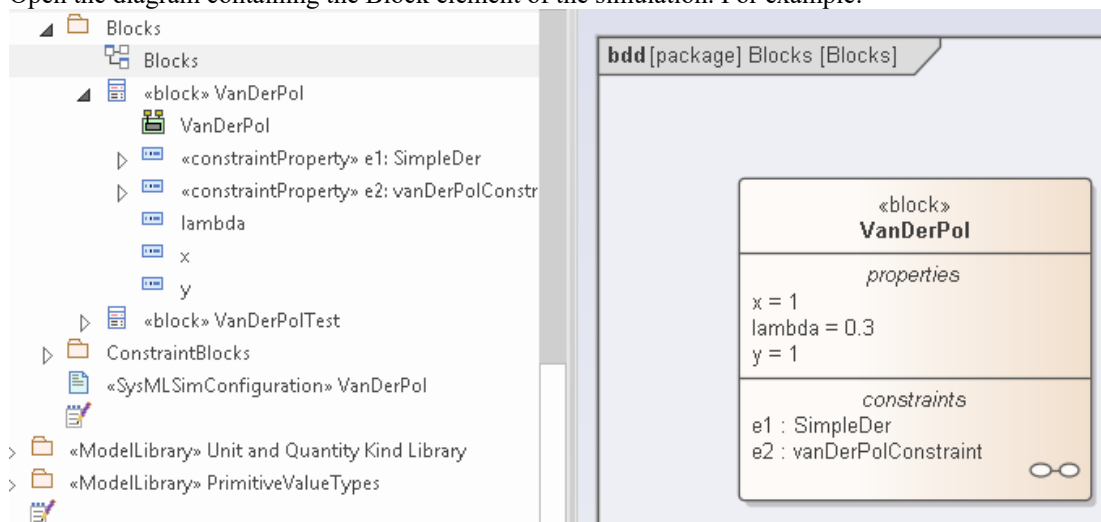 Open the diagram containing the Block element of the simulation. For example:
Blocks
Blocks
«block» VanDerPol
VanDerPol
«constraintProperty» e1: SimpleDer
«constraintProperty» e2: vanDerPolConstr
lambda
x
y
«block» VanDerPolTest
ConstraintBlocks
«SysMLSimConfiguration» VanDerPol
«ModelLibrary» Unit and Quantity Kind Library
«ModelLibrary» PrimitiveValueTypes
bdd [package] Blocks [Blocks]
«block»
VanDerPol
properties
x = 1
lambda = 0.3
y = 1
constraints
e1 : SimpleDer
e2 : vanDerPolConstraint